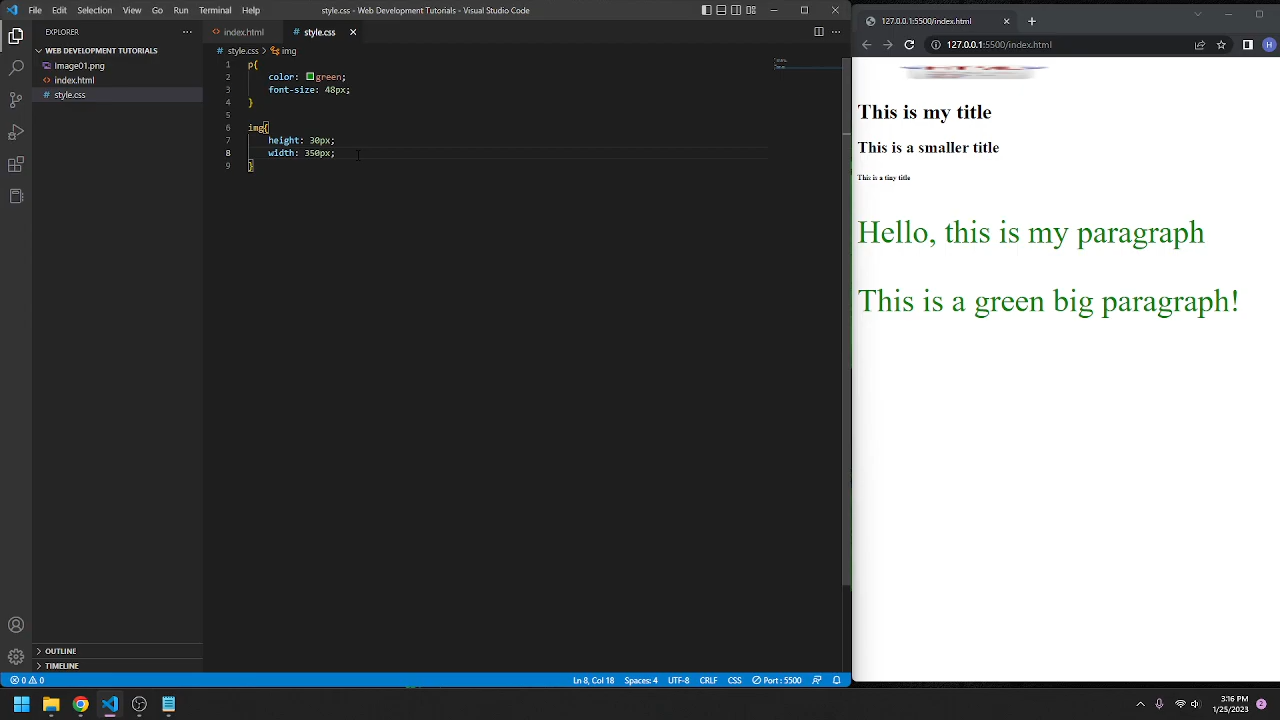 File Edit Selection View Go Run Terminal Help
style.css - Web Development Tutorials - Visual Studio Code
EXPLORER
WEB DEVELOPMENT TUTORIALS
Image01.png
index.html
# style.css
OUTLINE
TIMELINE
index.html
# style.css
# style.css > img
1 p{
2 color: green;
3 font-size: 48px;
4 }
5
6 img{
7 height: 30px;
8 width: 350px;
9 }
0 0
Ln 8, Col 18 Spaces: 4 UTF-8 CRLF CSS Port : 5500
127.0.0.1:5500/index.html
127.0.0.1:5500/index.html
H
This is my title
This is a smaller title
This is a tiny title
Hello, this is my paragraph
This is a green big paragraph!
3:16 PM
1/25/2023
2